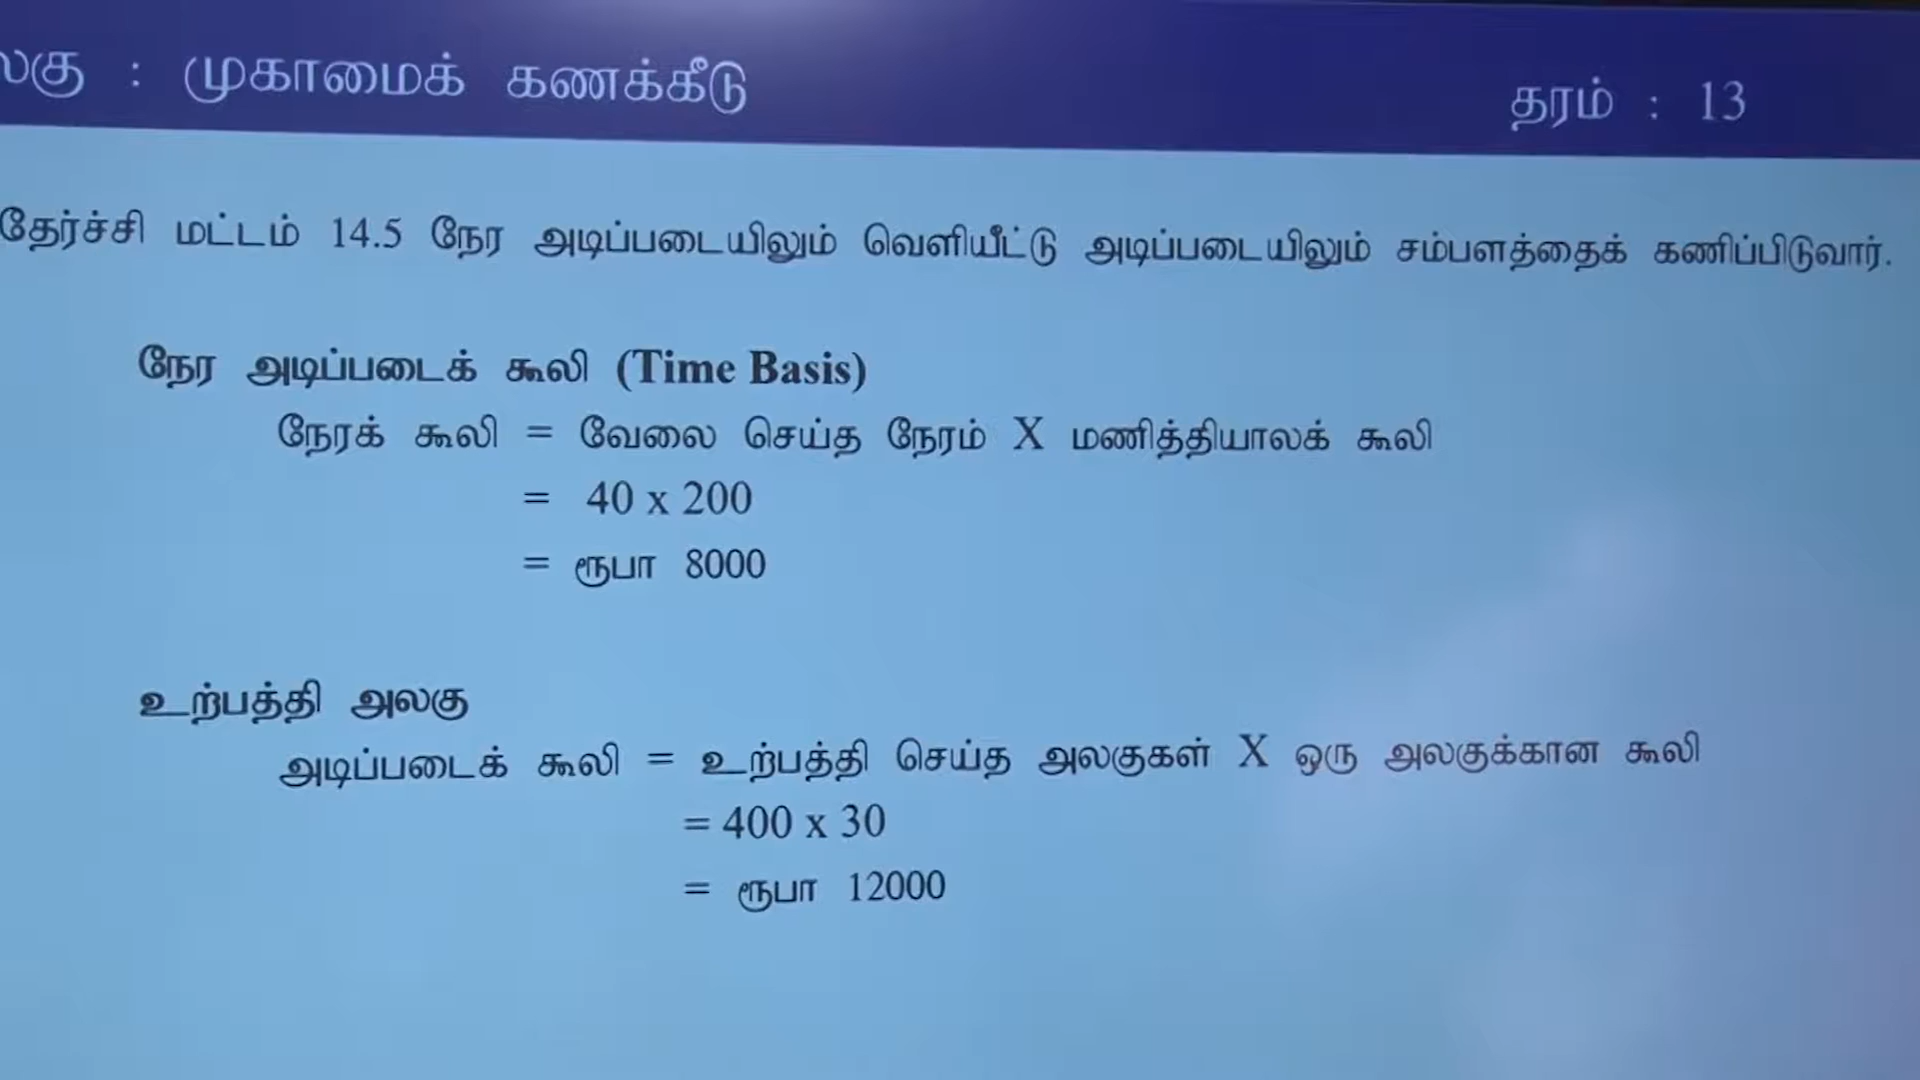 : முகாமைக் கணக்கீடு
தரம் : 13
தேர்ச்சி மட்டம் 14.5 நேர அடிப்படையிலும் வெளியீட்டு அடிப்படையிலும் சம்பளத்தைக் கணிப்பிடுவார்.
நேர அடிப்படைக் கூலி (Time Basis)
நேரக் கூலி = வேலை செய்த நேரம் X மணித்தியாலக் கூலி
= 40 x 200
= ரூபா 8000
உற்பத்தி அலகு
அடிப்படைக் கூலி = உற்பத்தி செய்த அலகுகள் X ஒரு அலகுக்கான கூலி
= 400 x 30
= ரூபா 12000